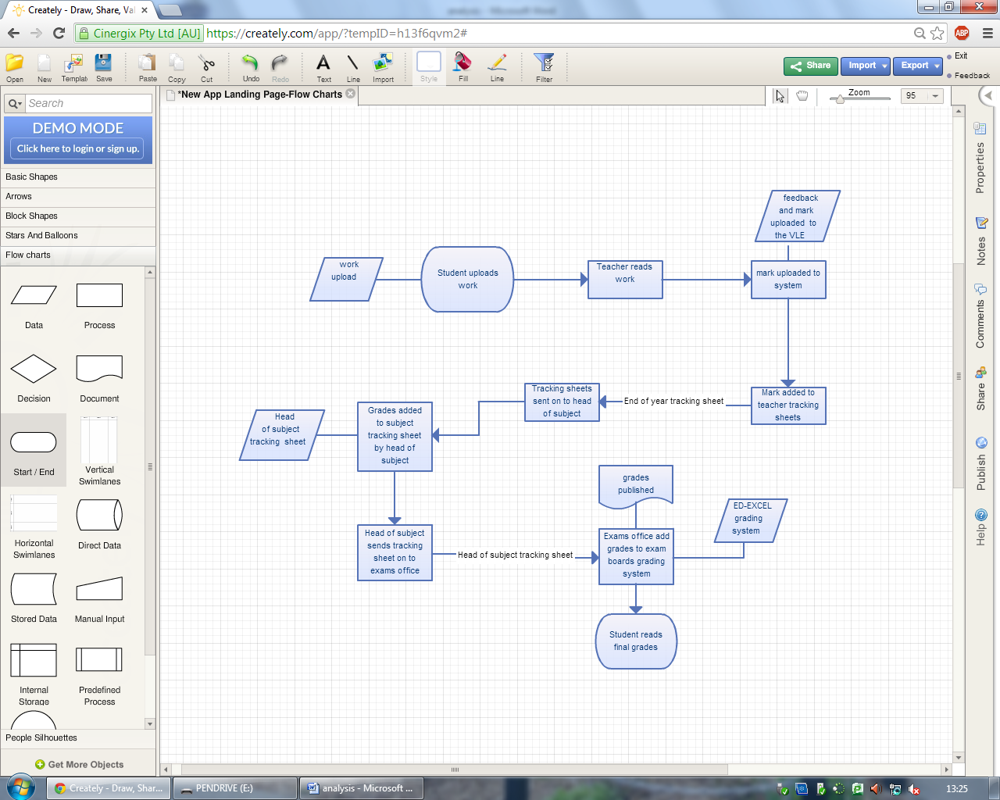 Creately - Draw, Share, Val
analysis - Microsoft Word
Cinergix Pty Ltd [AU]
https://creately.com/app/?tempID=h13f6qvm2#
ABP
Open
New
Templat
Save
Paste
Copy
Cut
Undo
Redo
Text
Line
Import
Style
Fill
Line
Filter
Share
Import
Export
Exit
Feedback
Search
*New App Landing Page-Flow Charts
Zoom
95
DEMO MODE
Click here to login or sign up.
Basic Shapes
Arrows
Block Shapes
Stars And Balloons
Flow charts
Data
Process
Decision
Document
Start / End
Vertical
Swimlanes
Horizontal
Swimlanes
Direct Data
Stored Data
Manual Input
Internal
Storage
Predefined
Process
People Silhouettes
Get More Objects
feedback
and mark
uploaded to
the VLE
work
upload
Student uploads
work
Teacher reads
work
mark uploaded to
system
Mark added to
teacher tracking
sheets
End of year tracking sheet
Tracking sheets
sent on to head
of subject
Grades added
to subject
tracking sheet
by head of
subject
Head
of subject
tracking sheet
Head of subject
sends tracking
sheet on to
exams office
Head of subject tracking sheet
grades
published
Exams office add
grades to exam
boards grading
system
ED-EXCEL
grading
system
Student reads
final grades
Properties
Notes
Comments
Share
Publish
Help
Creately - Draw, Shar...
PENDRIVE (E:)
analysis - Microsoft ...
13:25